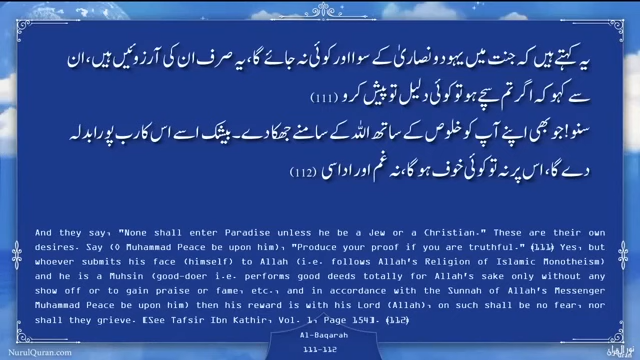 یہ کہتے ہیں کہ جنت میں یہود و نصاریٰ کے سوا اور کوئی نہ جائے گا، یہ صرف ان کی آرزوئیں ہیں، ان
سے کہو کہ اگر تم سچے ہو تو کوئی دلیل تو پیش کرو (111)
سنو! جو بھی اپنے آپ کو خلوص کے ساتھ اللہ کے سامنے جھکا دے۔ بیشک اسے اس کا رب پورا بدلہ
دے گا، اس پر نہ تو کوئی خوف ہوگا، نہ غم اور اداسی (112)
And they say, "None shall enter Paradise unless he be a Jew or a Christian." These are their own
desires. Say (O Muhammad Peace be upon him), "Produce your proof if you are truthful." (111) Yes, but
whoever submits his face (himself) to Allah (i.e. follows Allah's Religion of Islamic Monotheism)
and he is a Muhsin (good-doer i.e. performs good deeds totally for Allah's sake only without any
show off or to gain praise or fame, etc., and in accordance with the Sunnah of Allah's Messenger
Muhammad Peace be upon him) then his reward is with his Lord (Allah), on such shall be no fear, nor
shall they grieve. [See Tafsir Ibn Kathir, Vol. 1, Page 154]. (112)
Al-Baqarah
111-112
NurulQuran.com